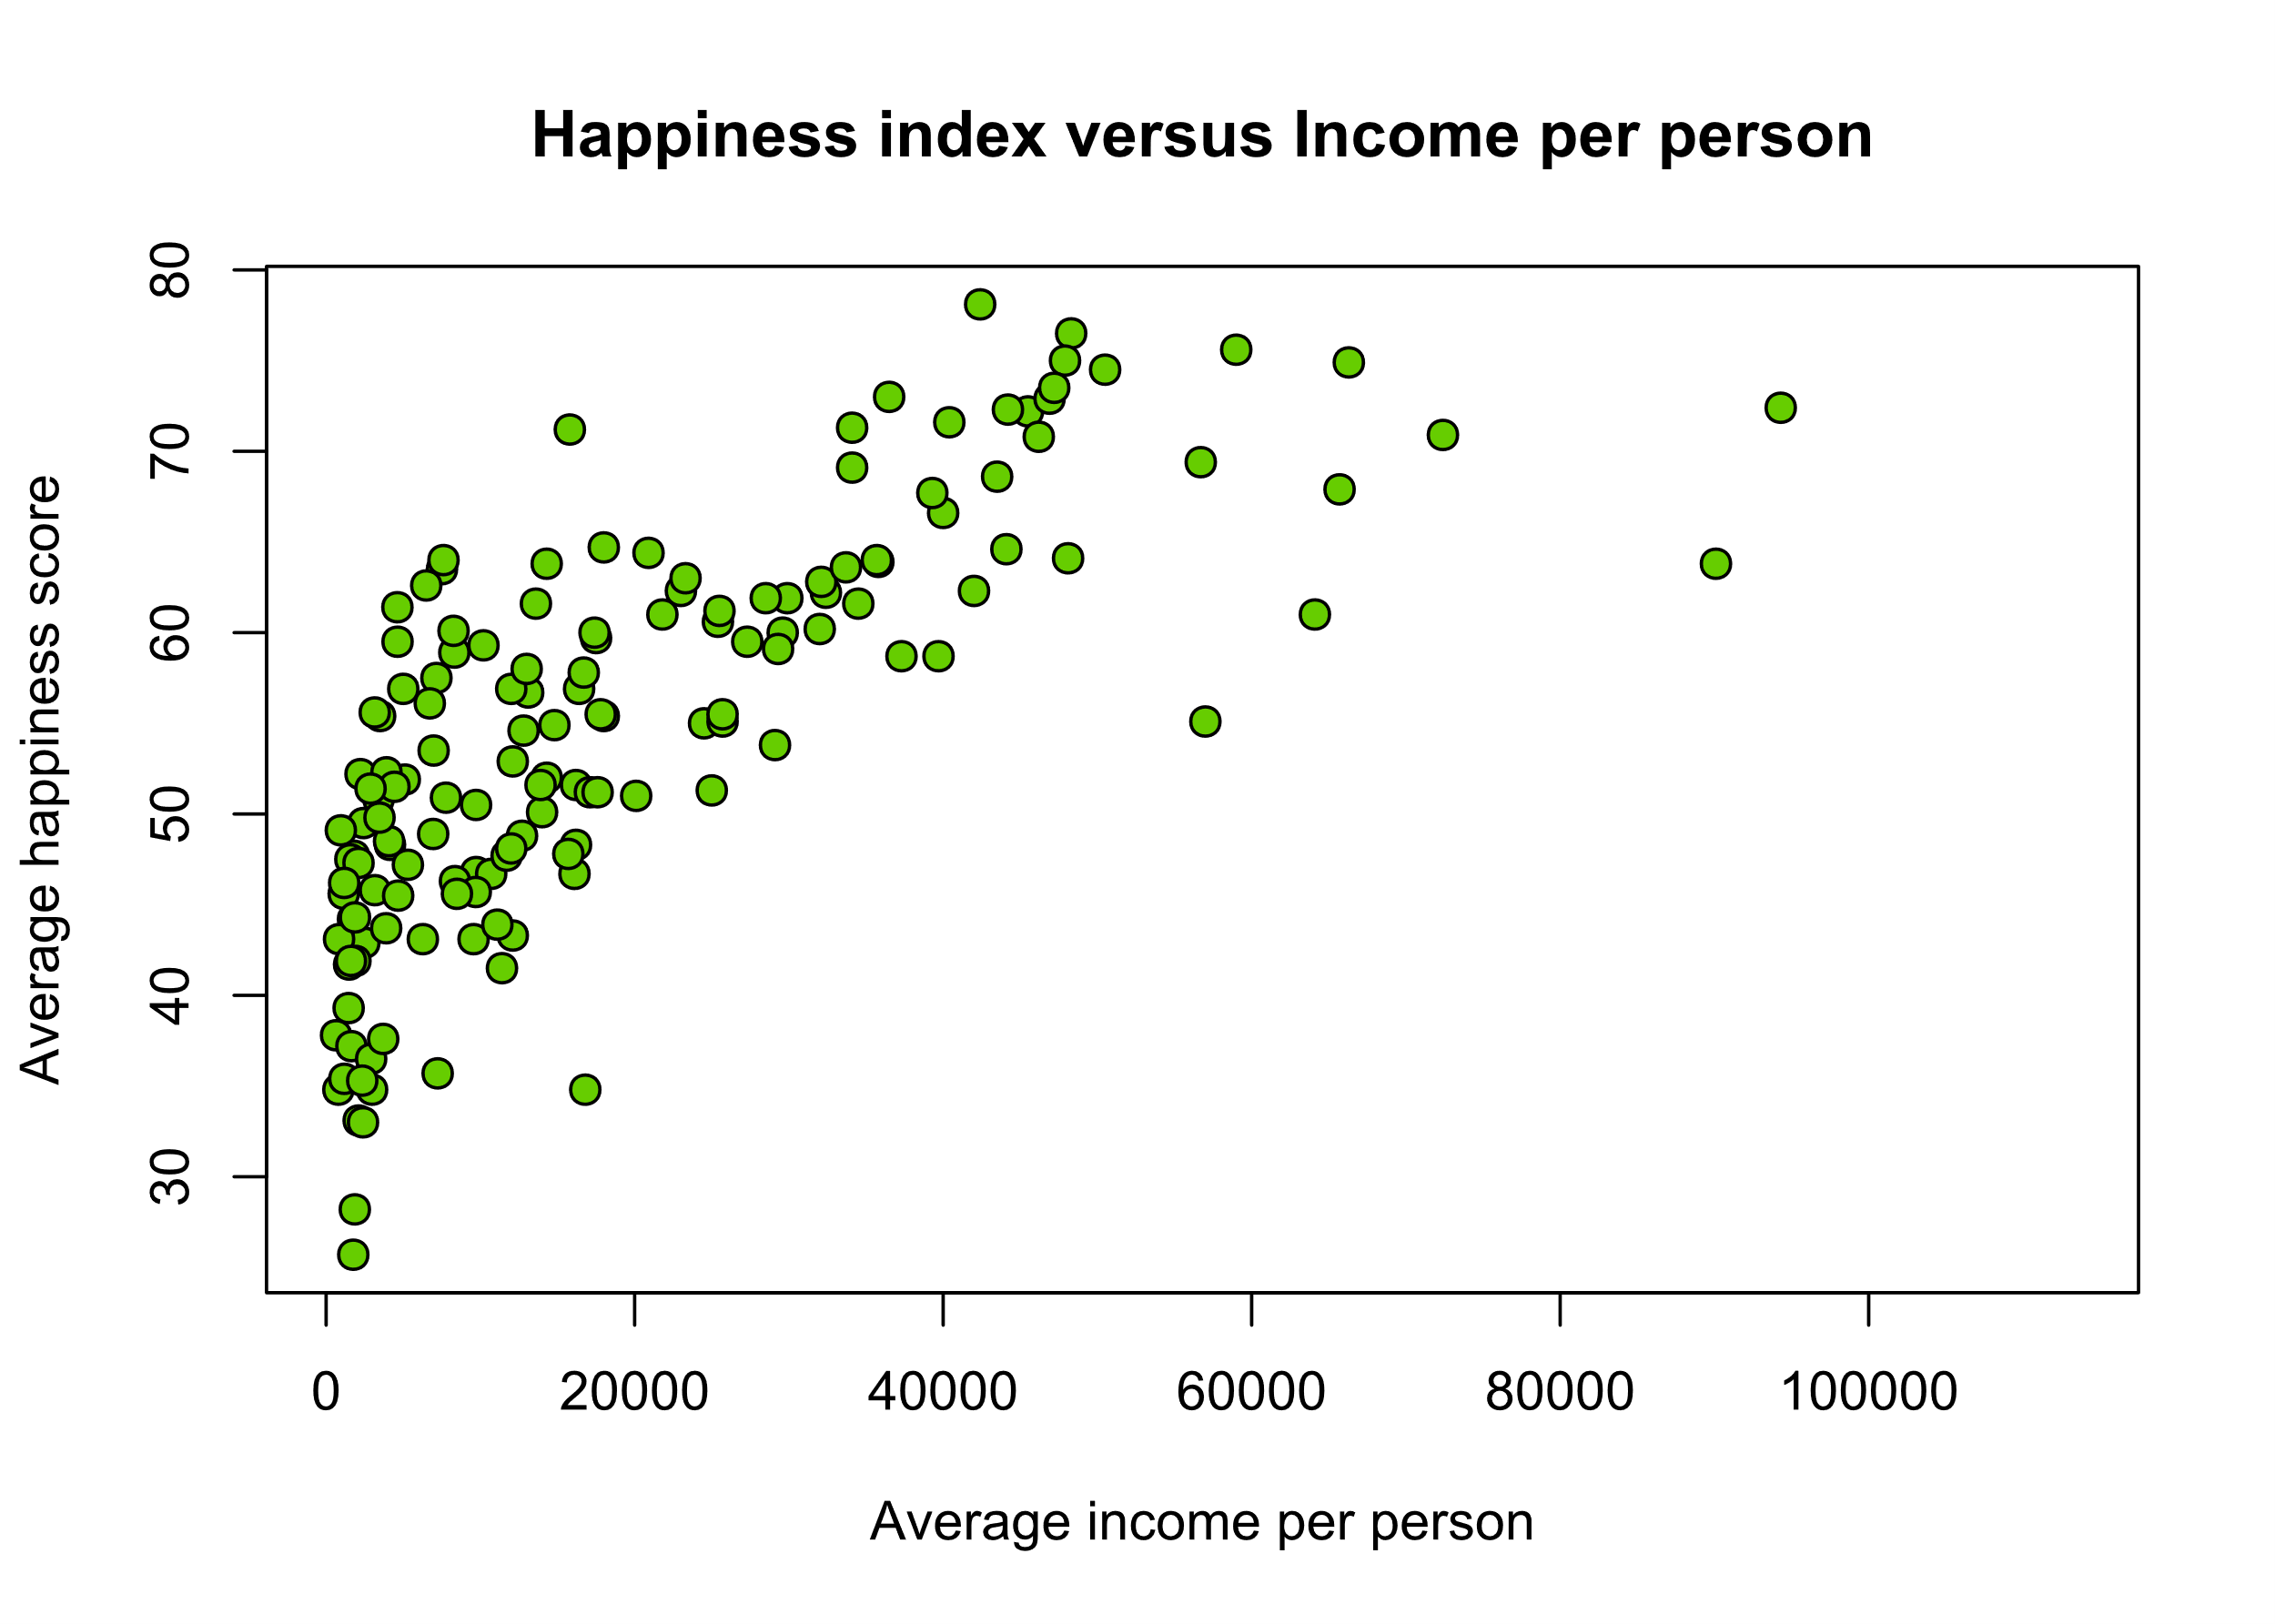 Happiness index versus Income per person
Average happiness score
80
70
60
50
40
30
0 20000 40000 60000 80000 100000
Average income per person